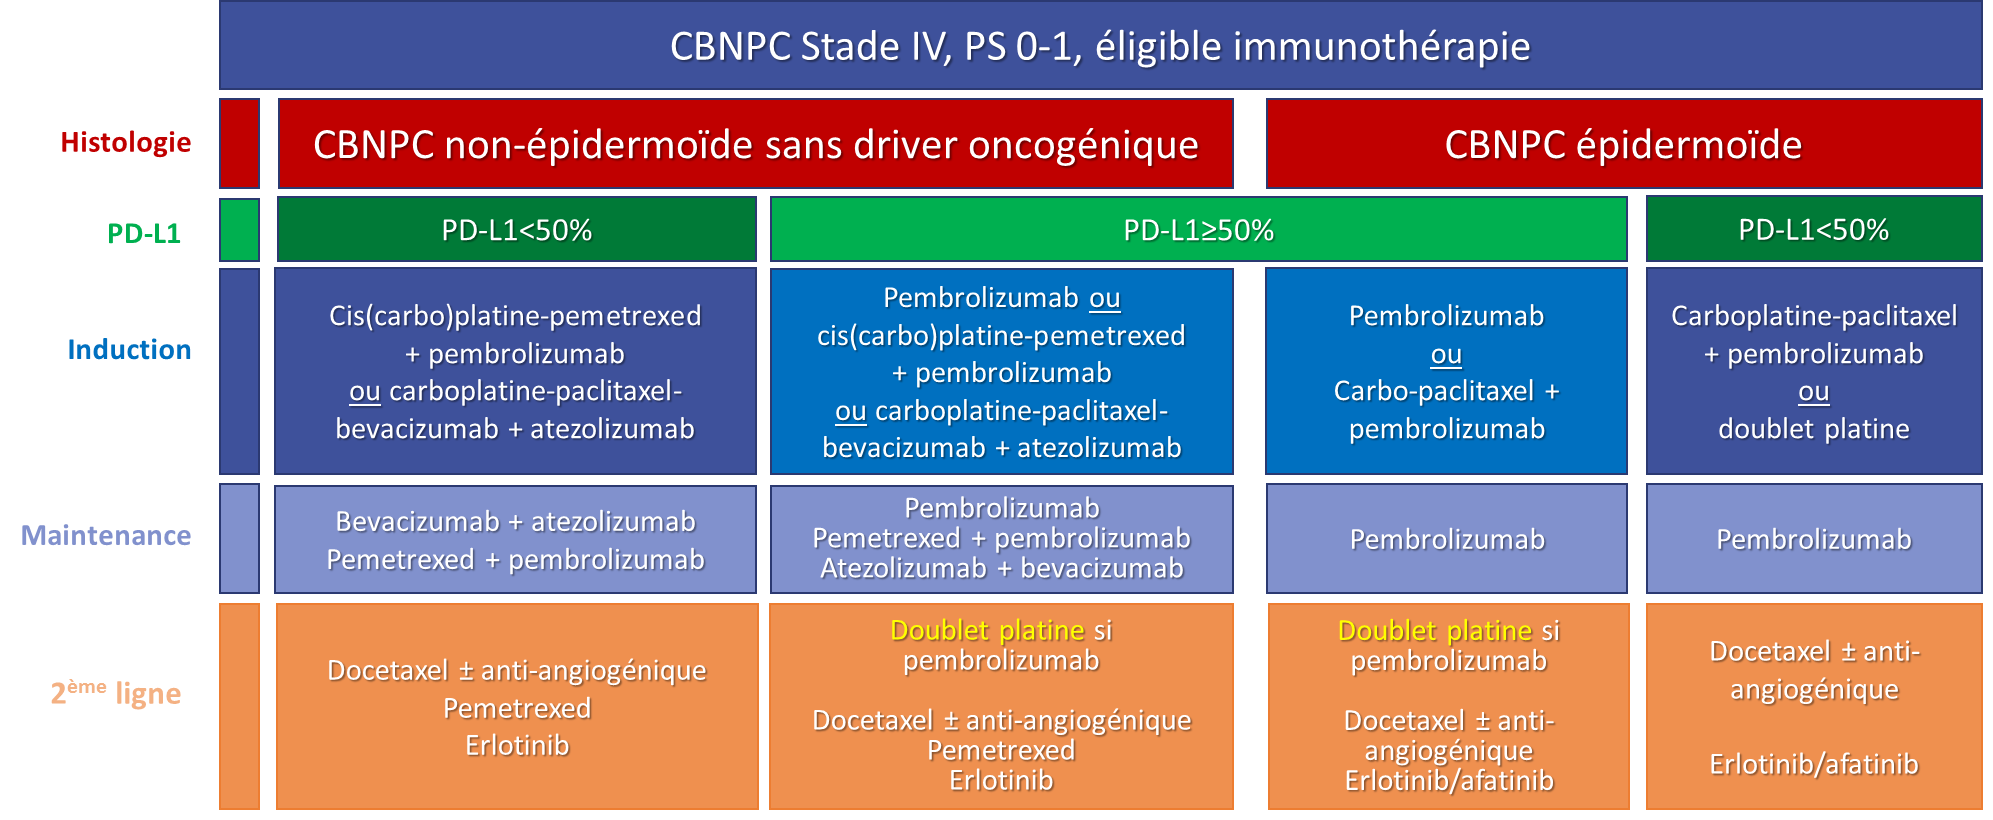 CBNPC Stade IV, PS 0-1, éligible immunothérapie
Histologie
CBNPC non-épidermoïde sans driver oncogénique
CBNPC épidermoïde
PD-L1
PD-L1<50%
PD-L1≥50%
PD-L1<50%
Induction
Cis(carbo)platine-pemetrexed
+ pembrolizumab
ou carboplatine-paclitaxel-
bevacizumab + atezolizumab
Pembrolizumab ou
cis(carbo)platine-pemetrexed
+ pembrolizumab
ou carboplatine-paclitaxel-
bevacizumab + atezolizumab
Pembrolizumab
ou
Carbo-paclitaxel +
pembrolizumab
Carboplatine-paclitaxel
+ pembrolizumab
ou
doublet platine
Maintenance
Bevacizumab + atezolizumab
Pemetrexed + pembrolizumab
Pembrolizumab
Pemetrexed + pembrolizumab
Atezolizumab + bevacizumab
Pembrolizumab
Pembrolizumab
2ème ligne
Docetaxel ± anti-angiogénique
Pemetrexed
Erlotinib
Doublet platine si
pembrolizumab
Docetaxel ± anti-angiogénique
Pemetrexed
Erlotinib
Doublet platine si
pembrolizumab
Docetaxel ± anti-
angiogénique
Erlotinib/afatinib
Docetaxel ± anti-
angiogénique
Erlotinib/afatinib